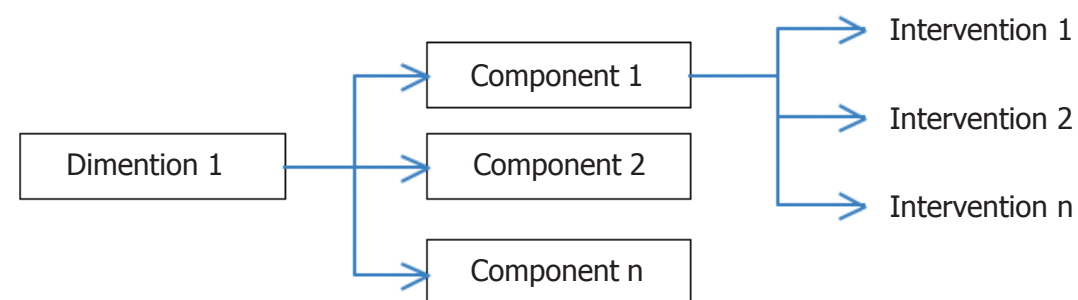 Dimention 1
Component 1
Component 2
Component n
Intervention 1
Intervention 2
Intervention n